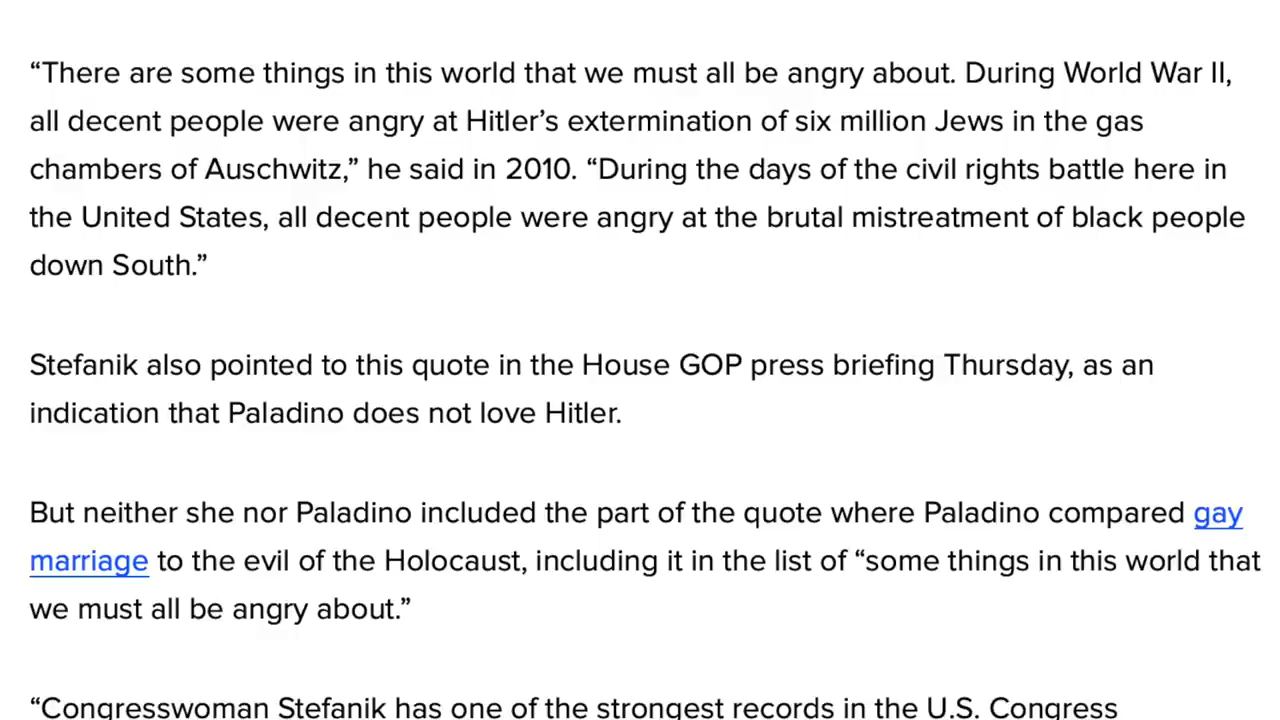 “There are some things in this world that we must all be angry about. During World War II,
all decent people were angry at Hitler’s extermination of six million Jews in the gas
chambers of Auschwitz,” he said in 2010. “During the days of the civil rights battle here in
the United States, all decent people were angry at the brutal mistreatment of black people
down South.”
Stefanik also pointed to this quote in the House GOP press briefing Thursday, as an
indication that Paladino does not love Hitler.
But neither she nor Paladino included the part of the quote where Paladino compared gay
marriage to the evil of the Holocaust, including it in the list of “some things in this world that
we must all be angry about.”
“Congresswoman Stefanik has one of the strongest records in the U.S. Congress